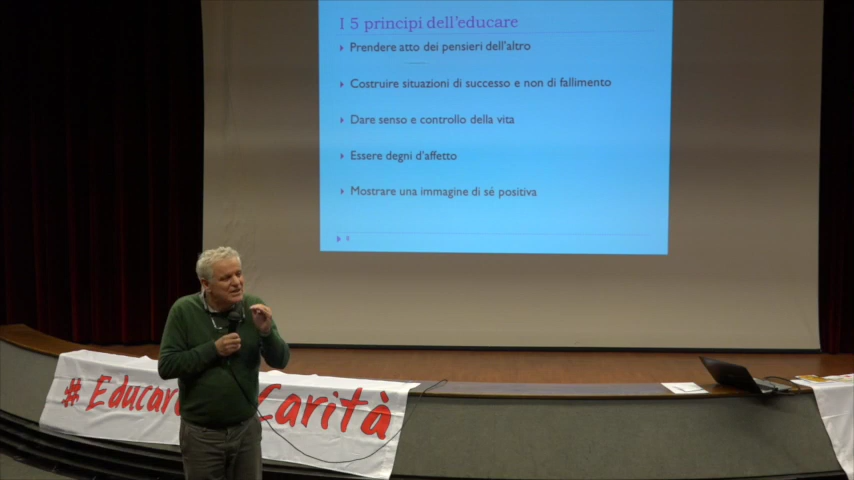 I 5 principi dell'educare
Prendere atto dei pensieri dell'altro
Costruire situazioni di successo e non di fallimento
Dare senso e controllo della vita
Essere degni d'affetto
Mostrare una immagine di sé positiva
# Educar Carità